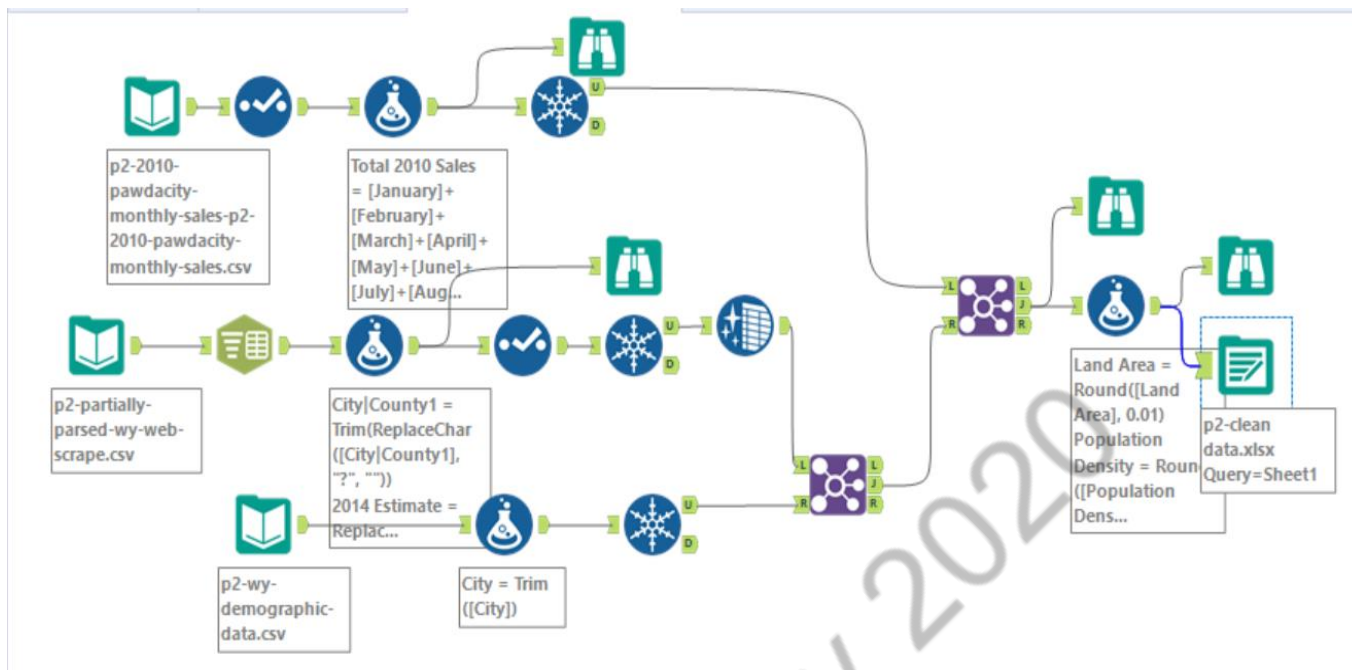 U
D
p2-2010-
pawdacity-
monthly-sales-p2-
2010-pawdacity-
monthly-sales.csv
Total 2010 Sales
= [January]+
[February]+
[March]+[April]+
[May]+[June]+
[July]+[Aug...
L
R
L
J
R
U
D
p2-partially-
parsed-wy-web-
scrape.csv
City|County1 =
Trim(ReplaceChar
([City|County1],
"?", ""))
2014 Estimate =
Replac...
L
R
L
J
R
Land Area =
Round([Land
Area], 0.01)
Population
Density = Roun
([Population
Dens...
p2-clean
data.xlsx
Query=Sheet1
U
D
p2-wy-
demographic-
data.csv
City = Trim
([City])
2020